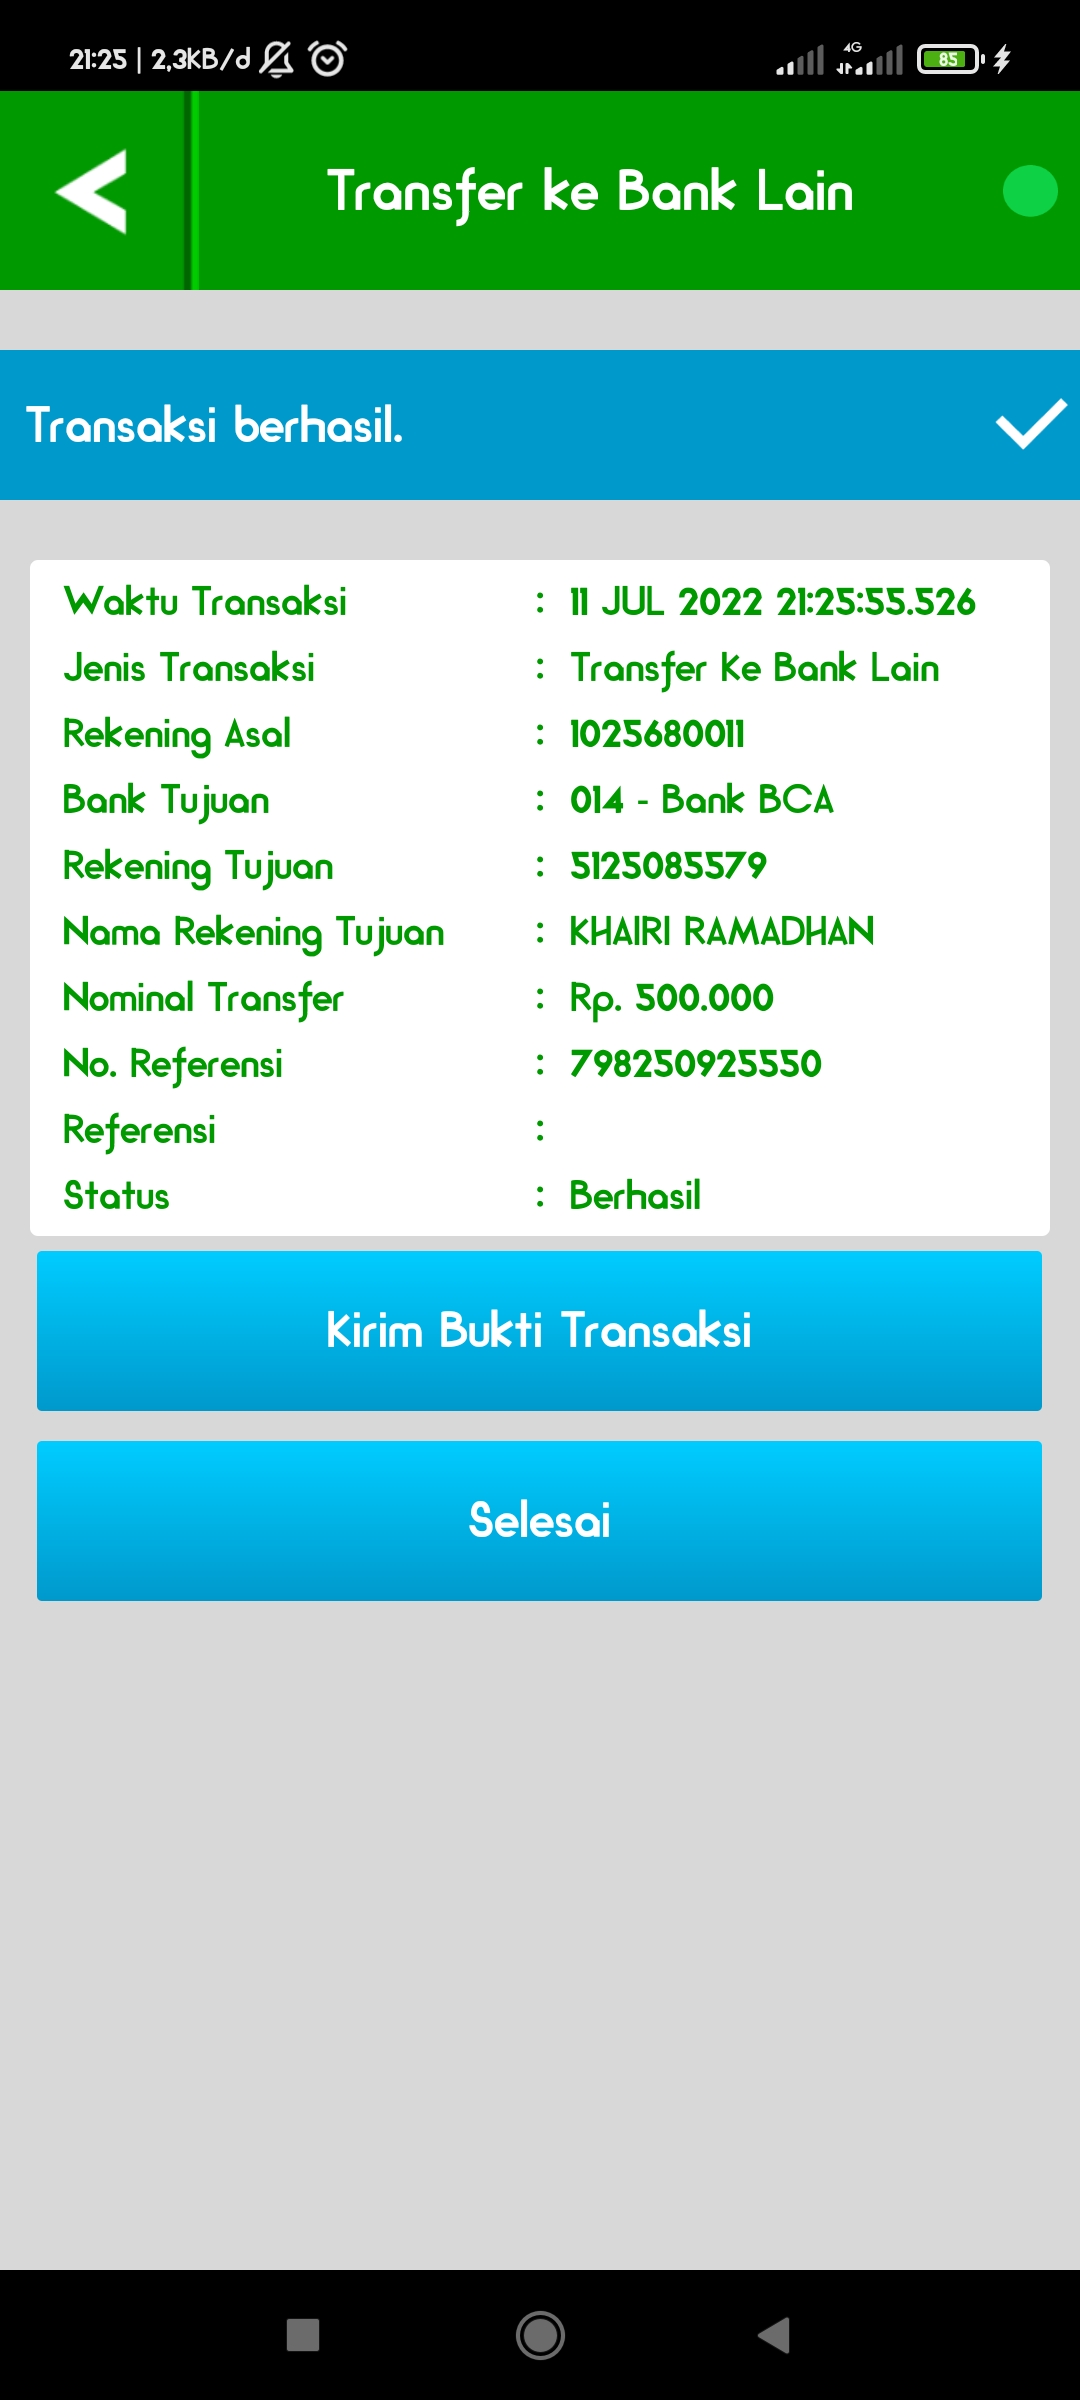 21:25 | 2,3KB/d 4G 85
Transfer ke Bank Lain
Transaksi berhasil.
Waktu Transaksi : 11 JUL 2022 21:25:55.526
Jenis Transaksi : Transfer Ke Bank Lain
Rekening Asal : 1025680011
Bank Tujuan : 014 - Bank BCA
Rekening Tujuan : 5125085579
Nama Rekening Tujuan : KHAIRI RAMADHAN
Nominal Transfer : Rp. 500.000
No. Referensi : 798250925550
Referensi :
Status : Berhasil
Kirim Bukti Transaksi
Selesai